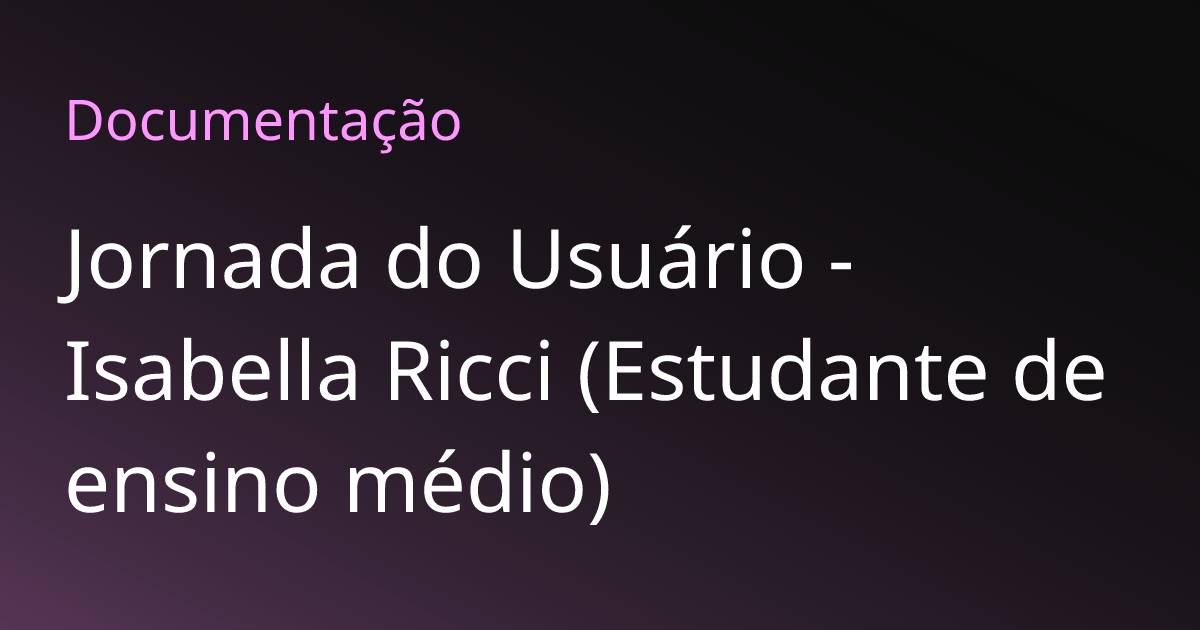 Documentação
Jornada do Usuário -
Isabella Ricci (Estudante de
ensino médio)